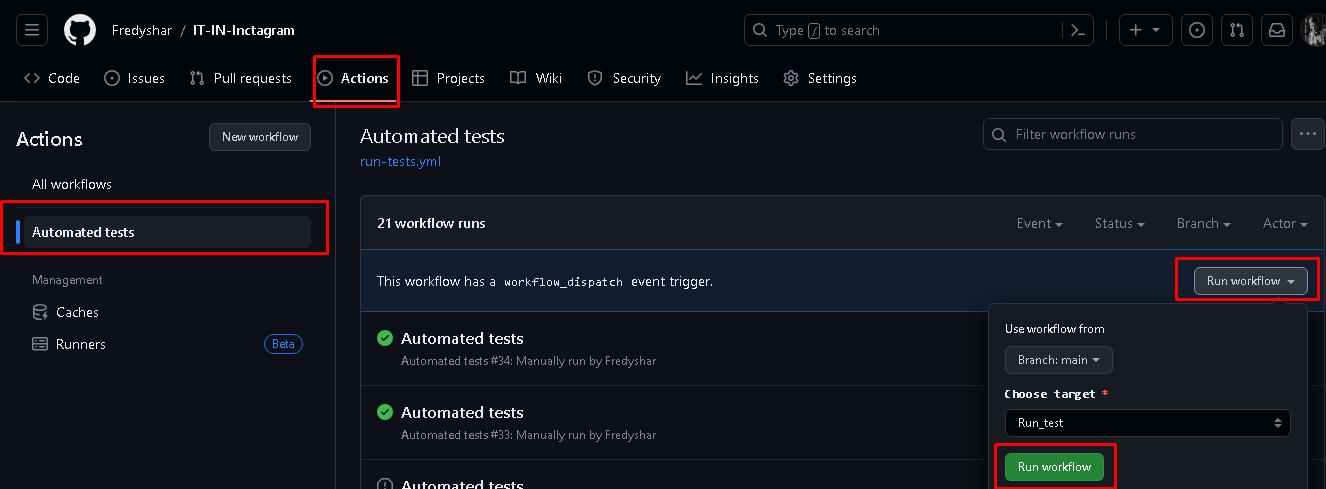 Fredyshar / IT-IN-Inctagram
Type / to search
Code Issues Pull requests Actions Projects Wiki Security Insights Settings
Actions
New workflow
All workflows
Automated tests
Management
Caches
Runners Beta
Automated tests
run-tests.yml
Filter workflow runs
21 workflow runs
Event Status Branch Actor
This workflow has a workflow_dispatch event trigger.
Run workflow
Automated tests
Automated tests #34: Manually run by Fredyshar
Automated tests
Automated tests #33: Manually run by Fredyshar
Automated tests
Use workflow from
Branch: main
Choose target *
Run_test
Run workflow